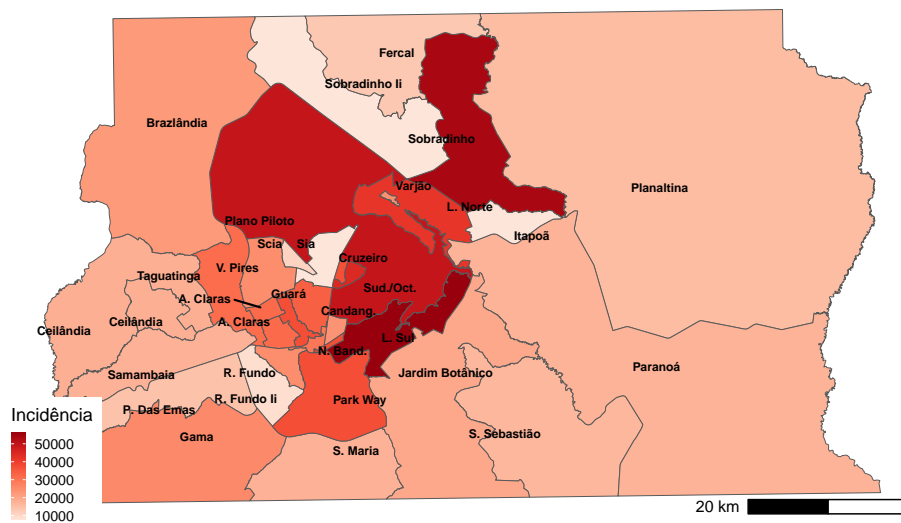 Fercal
Sobradinho Ii
Brazlândia
Sobradinho
Varjão
Planaltina
L. Norte
Plano Piloto
Itapoã
Scia
Sia
Cruzeiro
V. Pires
Taguatinga
Sud./Oct.
Guará
A. Claras
Candang.
Ceilândia
Ceilândia
A. Claras
L. Sul
N. Band.
Paranoá
Samambaia
R. Fundo
Jardim Botânico
R. Fundo Ii
Park Way
P. Das Emas
Gama
S. Sebastião
S. Maria
Incidência
50000
40000
30000
20000
10000
20 km